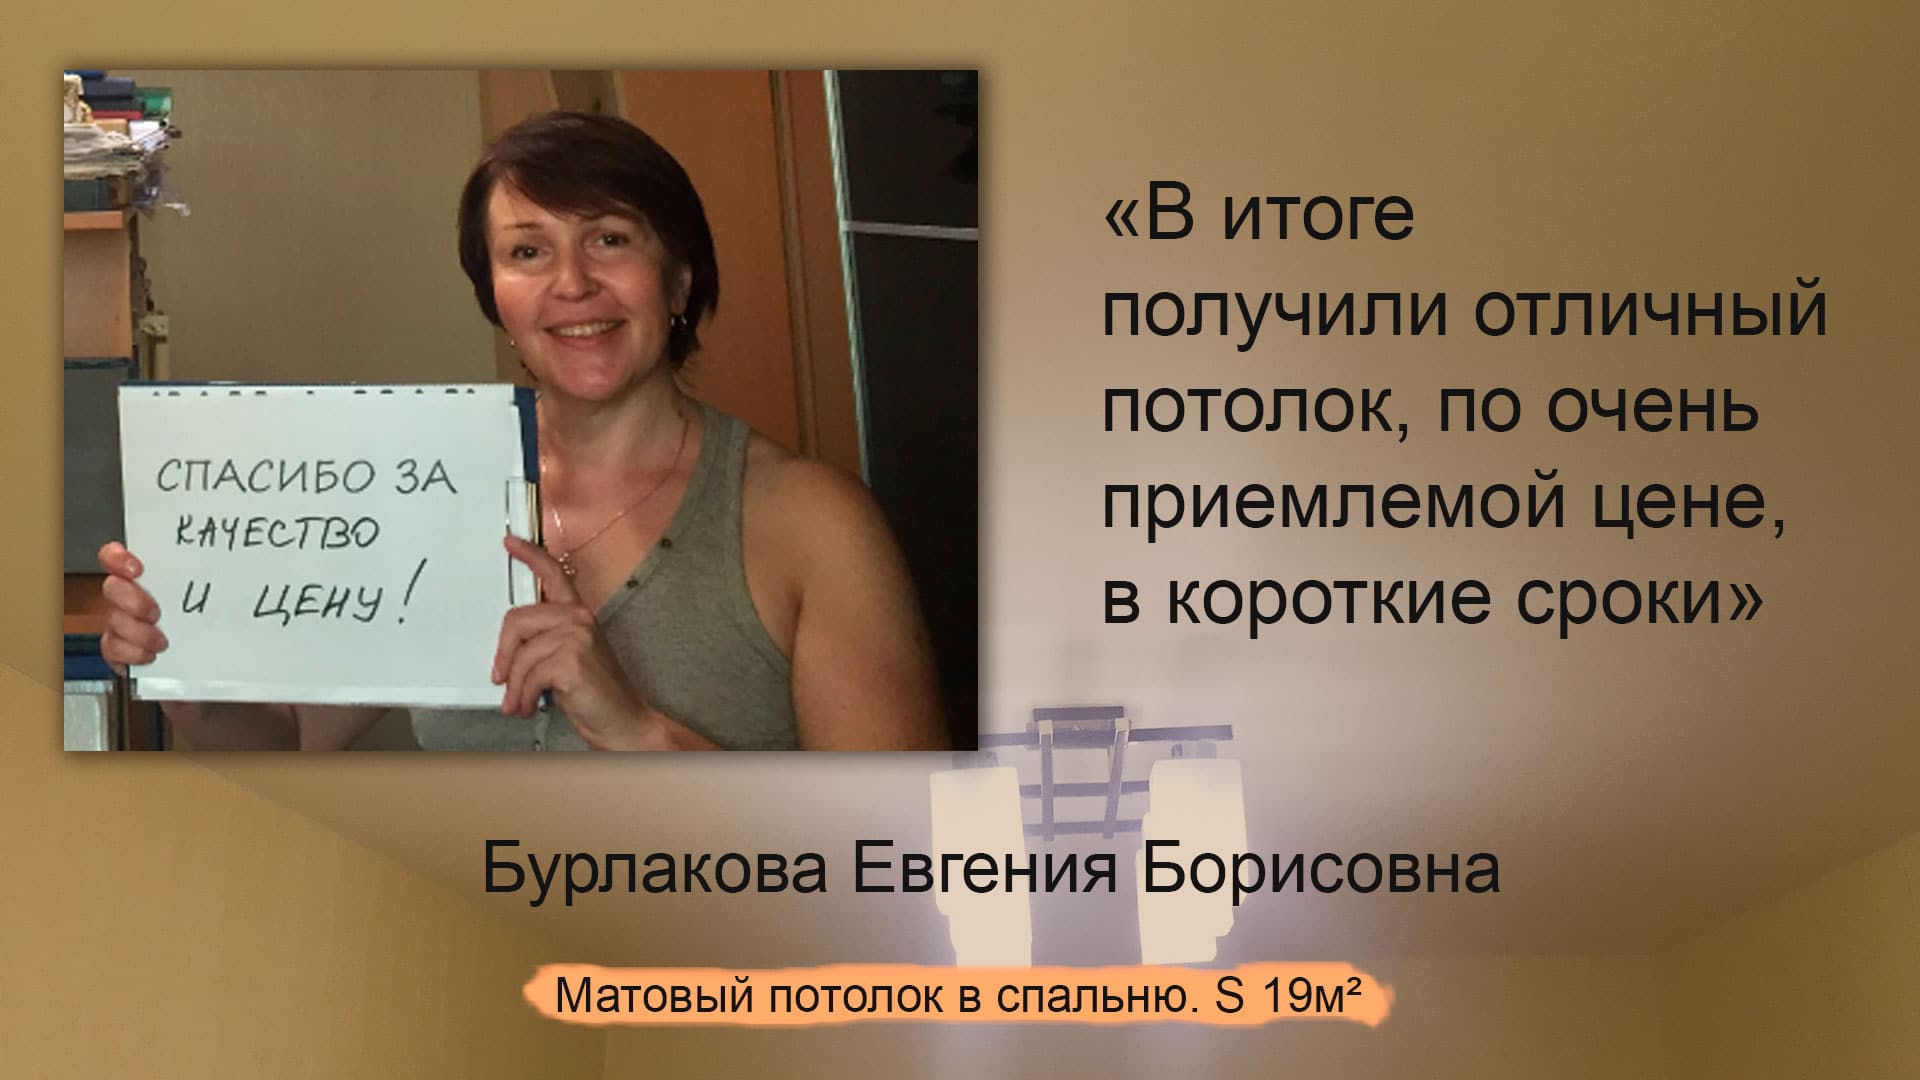 СПАСИБО ЗА
КАЧЕСТВО
И ЦЕНУ!
«В итоге
получили отличный
потолок, по очень
приемлемой цене,
в короткие сроки»
Бурлакова Евгения Борисовна
Матовый потолок в спальню. S 19м²